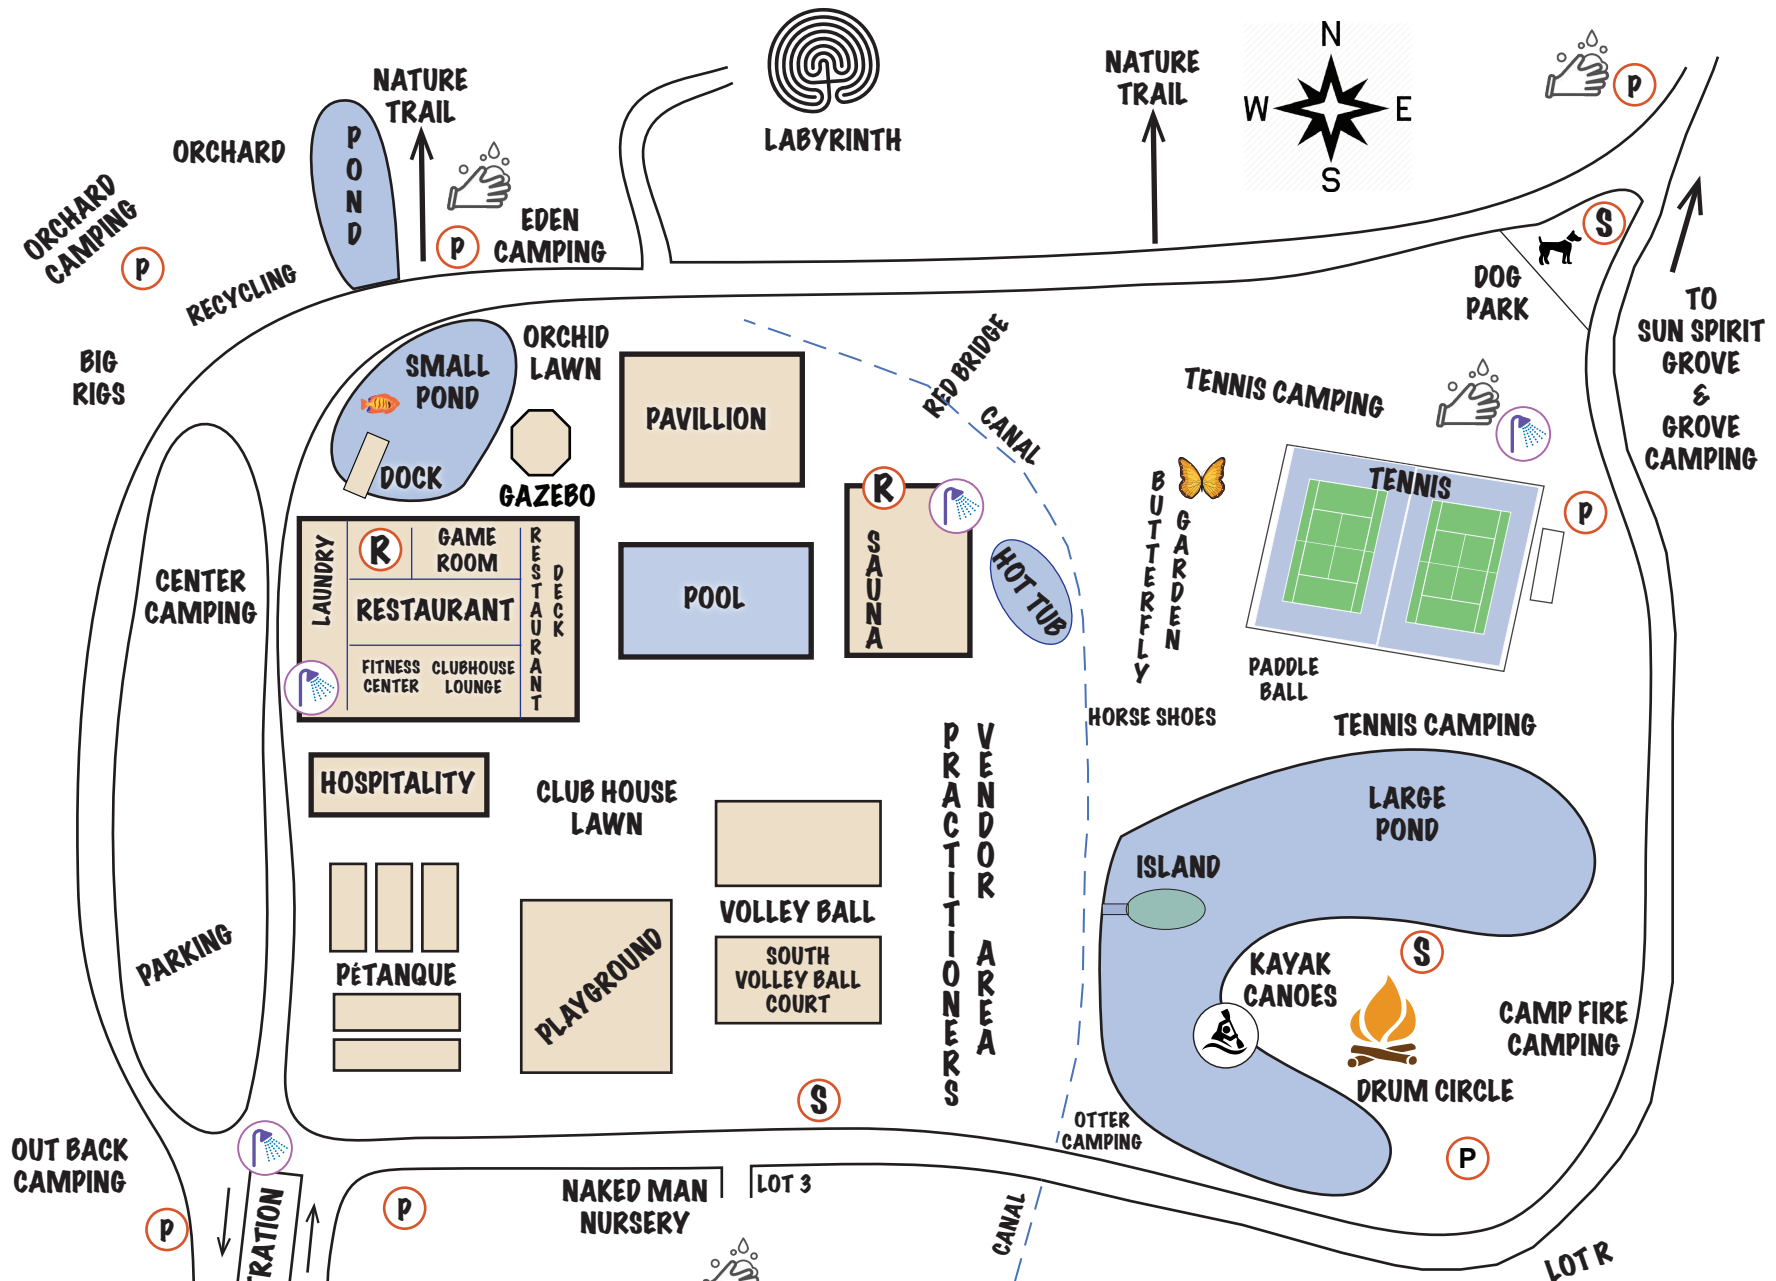 N
W
E
S
NATURE
TRAIL
LABYRINTH
NATURE
TRAIL
P
ORCHARD
POND
ORCHARD
CAMPING
P
EDEN
CAMPING
P
RECYCLING
S
DOG
PARK
TO
SUN SPIRIT
GROVE
&
GROVE
CAMPING
BIG
RIGS
SMALL
POND
DOCK
ORCHID
LAWN
GAZEBO
PAVILLION
RED BRIDGE
CANAL
TENNIS CAMPING
TENNIS
P
BUTTERFLY
GARDEN
R
SAUNA
HOT TUB
POOL
LAUNDRY
R
GAME
ROOM
RESTAURANT
DECK
RESTAURANT
FITNESS
CENTER
CLUBHOUSE
LOUNGE
CENTER
CAMPING
PADDLE
BALL
HORSE SHOES
TENNIS CAMPING
HOSPITALITY
CLUB HOUSE
LAWN
PRACTITIONERS
VENDOR AREA
LARGE
POND
ISLAND
VOLLEY BALL
SOUTH
VOLLEY BALL
COURT
PLAYGROUND
PéTANQUE
PARKING
KAYAK
CANOES
S
CAMP FIRE
CAMPING
DRUM CIRCLE
S
OTTER
CAMPING
P
OUT BACK
CAMPING
P
TRATION
P
NAKED MAN
NURSERY
LOT 3
CANAL
LOT R